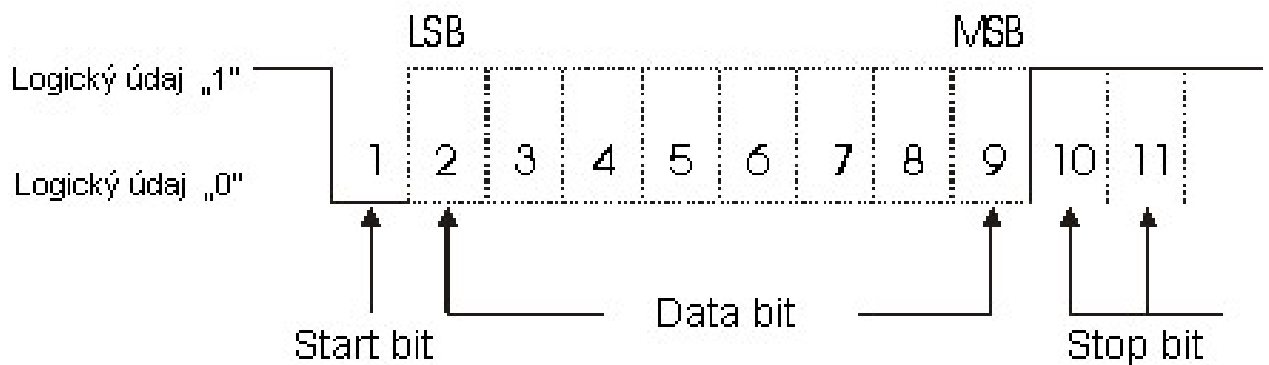 LSB MSB
Logický údaj „1"
1 2 3 4 5 6 7 8 9 10 11
Logický údaj „0"
Data bit
Start bit Stop bit